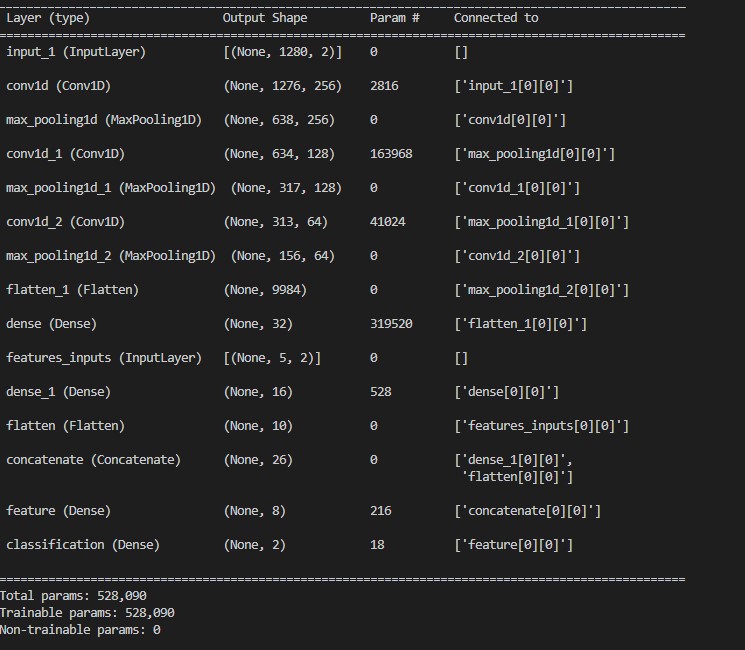 Layer (type) Output Shape Param # Connected to
input_1 (InputLayer) [(None, 1280, 2)] 0 []
conv1d (Conv1D) (None, 1276, 256) 2816 ['input_1[0][0]']
max_pooling1d (MaxPooling1D) (None, 638, 256) 0 ['conv1d[0][0]']
conv1d_1 (Conv1D) (None, 634, 128) 163968 ['max_pooling1d[0][0]']
max_pooling1d_1 (MaxPooling1D) (None, 317, 128) 0 ['conv1d_1[0][0]']
conv1d_2 (Conv1D) (None, 313, 64) 41024 ['max_pooling1d_1[0][0]']
max_pooling1d_2 (MaxPooling1D) (None, 156, 64) 0 ['conv1d_2[0][0]']
flatten_1 (Flatten) (None, 9984) 0 ['max_pooling1d_2[0][0]']
dense (Dense) (None, 32) 319520 ['flatten_1[0][0]']
features_inputs (InputLayer) [(None, 5, 2)] 0 []
dense_1 (Dense) (None, 16) 528 ['dense[0][0]']
flatten (Flatten) (None, 10) 0 ['features_inputs[0][0]']
concatenate (Concatenate) (None, 26) 0 ['dense_1[0][0]',
'flatten[0][0]']
feature (Dense) (None, 8) 216 ['concatenate[0][0]']
classification (Dense) (None, 2) 18 ['feature[0][0]']
Total params: 528,090
Trainable params: 528,090
Non-trainable params: 0